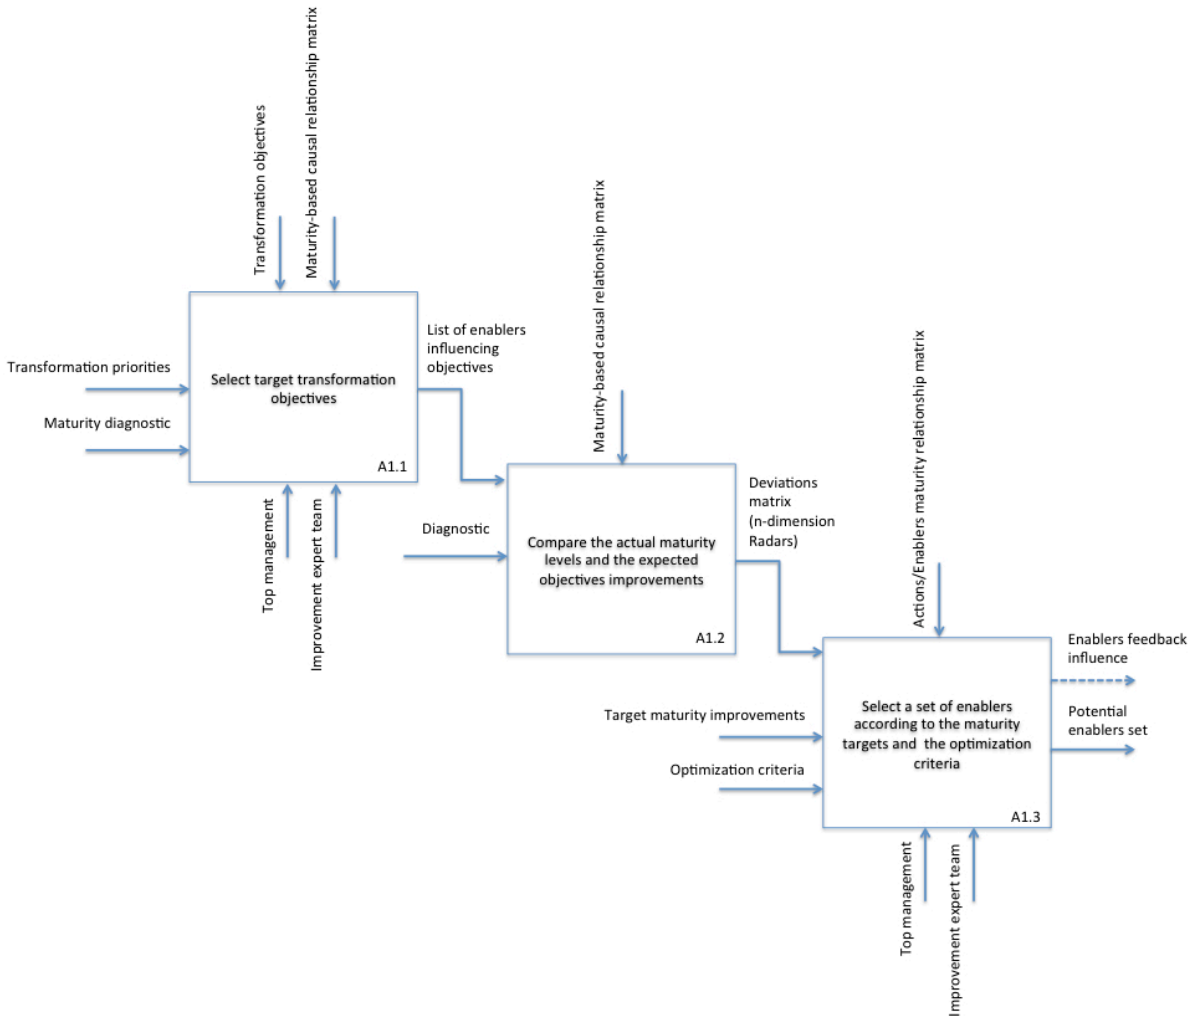 Transformation objectives
Maturity-based causal relationship matrix
Transformation priorities
Maturity diagnostic
Select target transformation
objectives
A1.1
Top management
Improvement expert team
List of enablers
influencing
objectives
Maturity-based causal relationship matrix
Diagnostic
Compare the actual maturity
levels and the expected
objectives improvements
A1.2
Deviations
matrix
(n-dimension
Radars)
Actions/Enablers maturity relationship matrix
Target maturity improvements
Optimization criteria
Select a set of enablers
according to the maturity
targets and  the optimization
criteria
A1.3
Top management
Improvement expert team
Enablers feedback
influence
Potential
enablers set